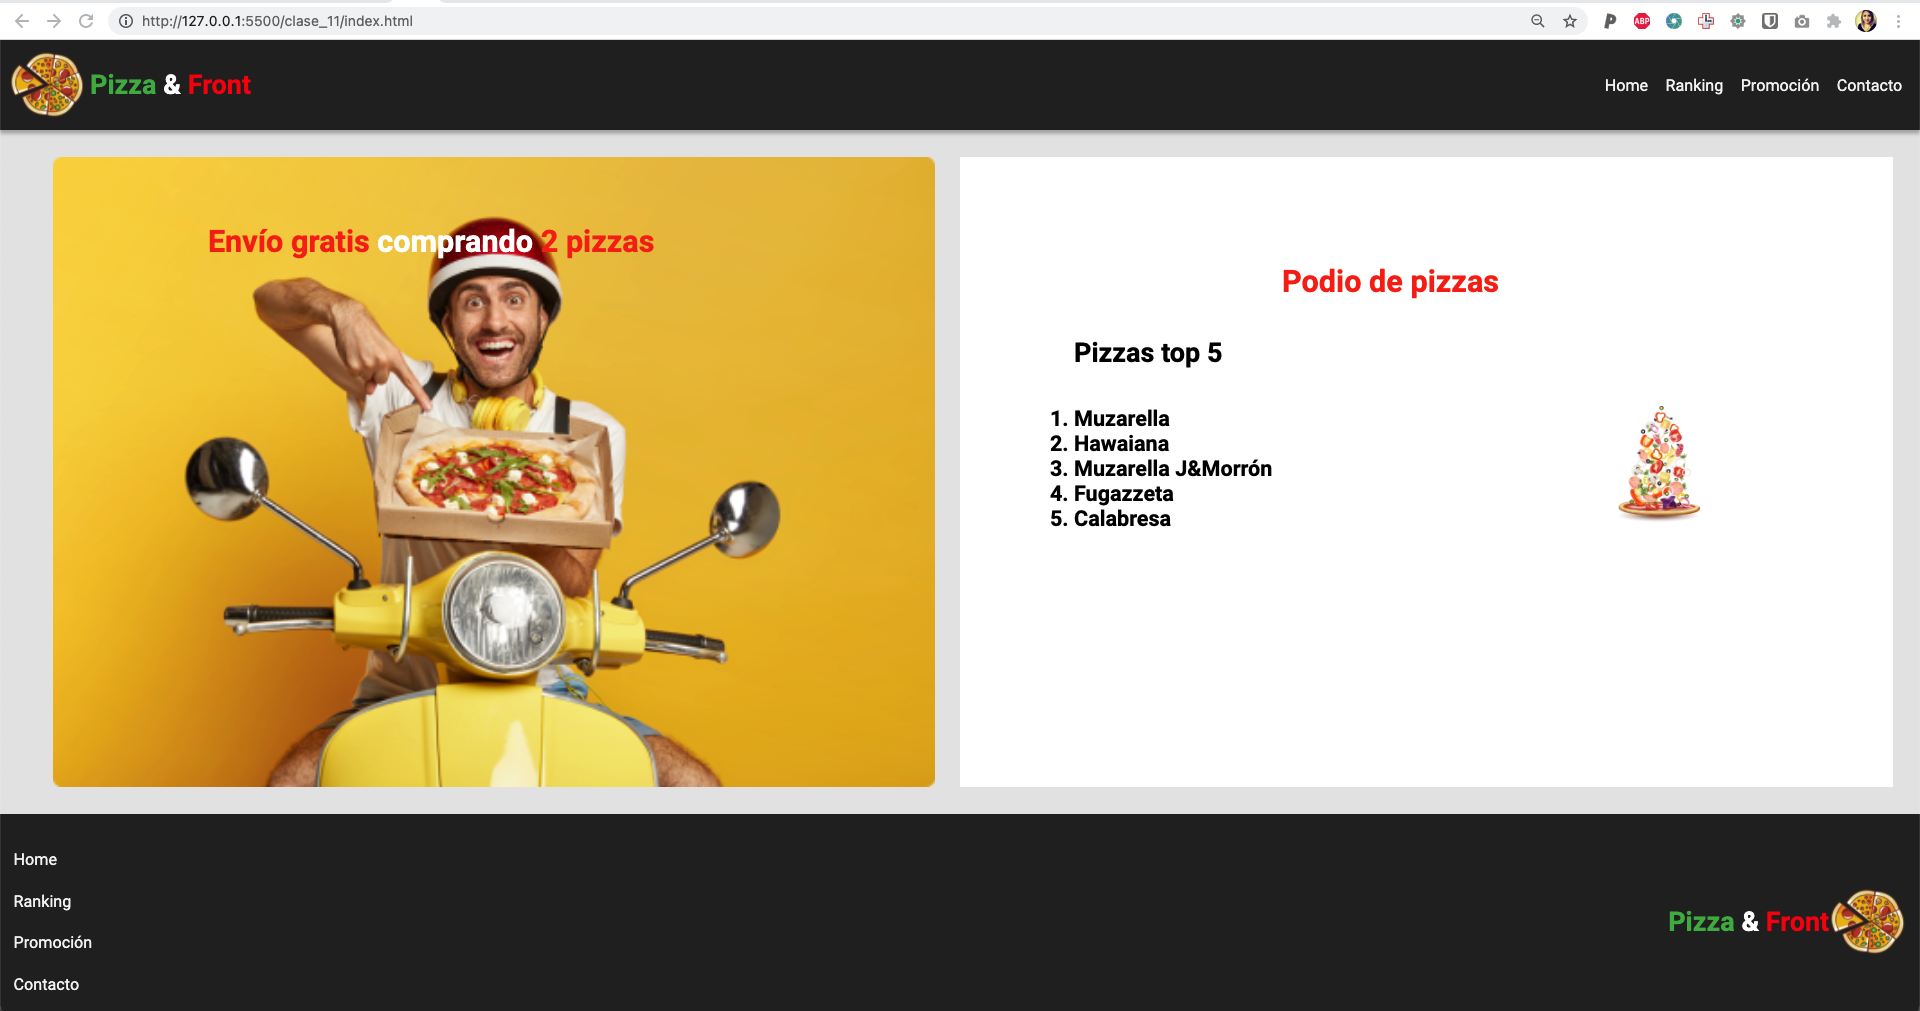 http://127.0.0.1:5500/clase_11/index.html
ABP
Pizza & Front
Home Ranking Promoción Contacto
Envío gratis comprando 2 pizzas
Podio de pizzas
Pizzas top 5
1. Muzarella
2. Hawaiana
3. Muzarella J&Morrón
4. Fugazzeta
5. Calabresa
Home
Ranking
Promoción
Contacto
Pizza & Front